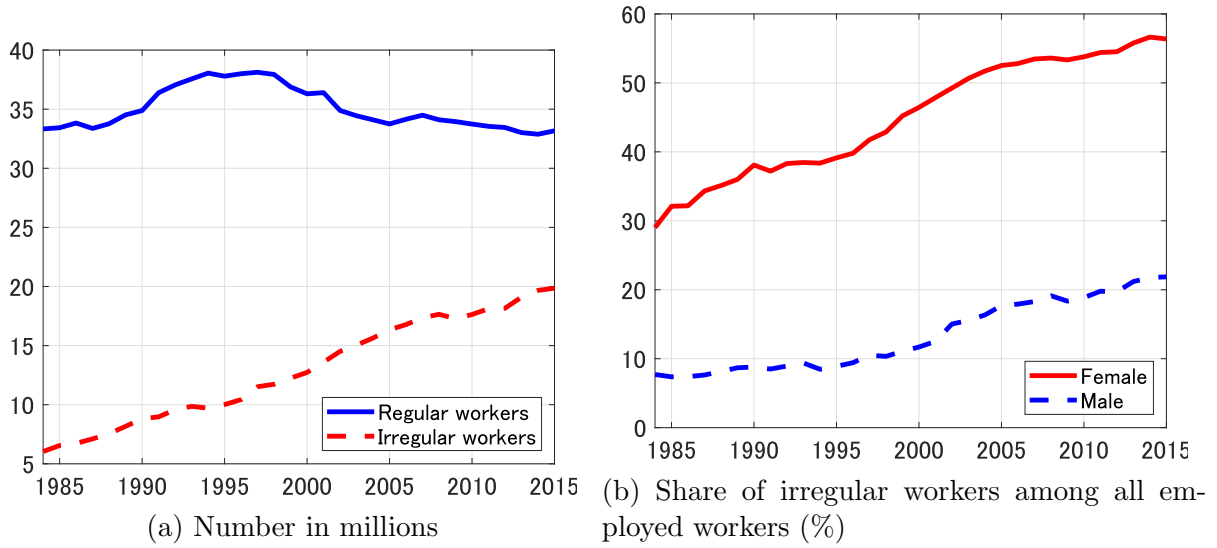 40
35
30
25
20
15
10
5
1985 1990 1995 2000 2005 2010 2015
Regular workers
Irregular workers
(a) Number in millions
60
50
40
30
20
10
0
1985 1990 1995 2000 2005 2010 2015
Female
Male
(b) Share of irregular workers among all em-
ployed workers (%)